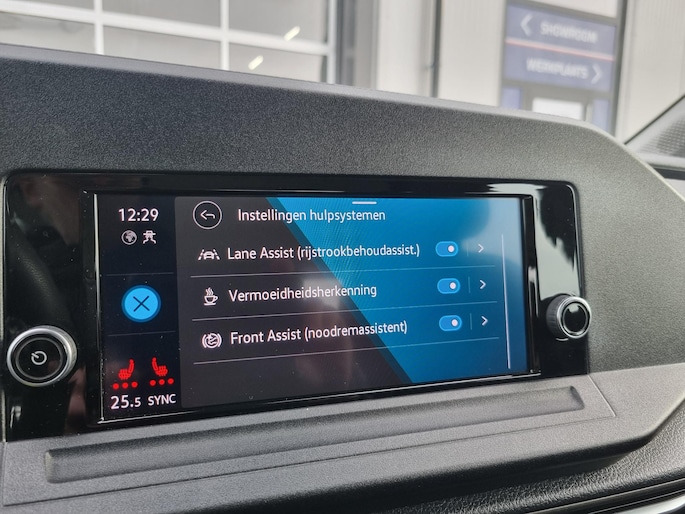 SHOWROOM
WERKPLAATS
12:29
Instellingen hulpsystemen
Lane Assist (rijstrookbehoudassist.)
Vermoeidheidsherkenning
Front Assist (noodremassistent)
25.5 SYNC